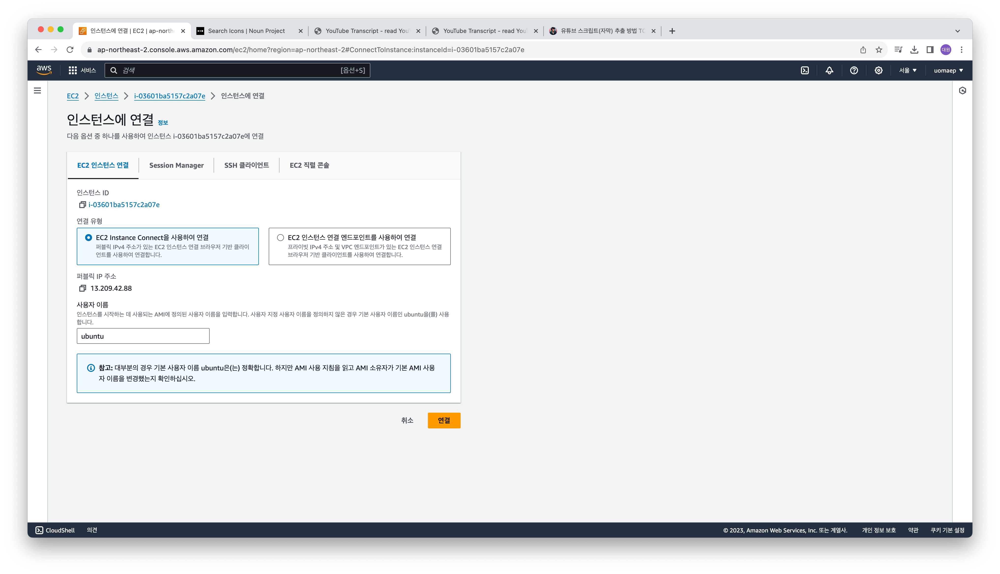 인스턴스에 연결 | EC2 | ap-north
Search Icons | Noun Project
YouTube Transcript - read You
YouTube Transcript - read You
유튜브 스크립트(자막) 추출 방법 TO
ap-northeast-2.console.aws.amazon.com/ec2/home?region=ap-northeast-2#ConnectToInstance:instanceId=i-03601ba5157c2a07e
대원
aws
서비스
검색
[옵션+S]
서울 ▼
uomaep ▼
EC2 > 인스턴스 > i-03601ba5157c2a07e > 인스턴스에 연결
인스턴스에 연결 정보
다음 옵션 중 하나를 사용하여 인스턴스 i-03601ba5157c2a07e에 연결
EC2 인스턴스 연결
Session Manager
SSH 클라이언트
EC2 직렬 콘솔
인스턴스 ID
i-03601ba5157c2a07e
연결 유형
EC2 Instance Connect을 사용하여 연결
퍼블릭 IPv4 주소가 있는 EC2 인스턴스 연결 브라우저 기반 클라이
언트를 사용하여 연결합니다.
EC2 인스턴스 연결 엔드포인트를 사용하여 연결
프라이빗 IPv4 주소 및 VPC 엔드포인트가 있는 EC2 인스턴스 연결
브라우저 기반 클라이언트를 사용하여 연결합니다.
퍼블릭 IP 주소
13.209.42.88
사용자 이름
인스턴스를 시작하는 데 사용되는 AMI에 정의된 사용자 이름을 입력합니다. 사용자 지정 사용자 이름을 정의하지 않은 경우 기본 사용자 이름인 ubuntu을(를) 사용
합니다.
ubuntu
참고: 대부분의 경우 기본 사용자 이름 ubuntu은(는) 정확합니다. 하지만 AMI 사용 지침을 읽고 AMI 소유자가 기본 AMI 사용
자 이름을 변경했는지 확인하십시오.
취소
연결
CloudShell
의견
© 2023, Amazon Web Services, Inc. 또는 계열사.
개인 정보 보호
약관
쿠키 기본 설정